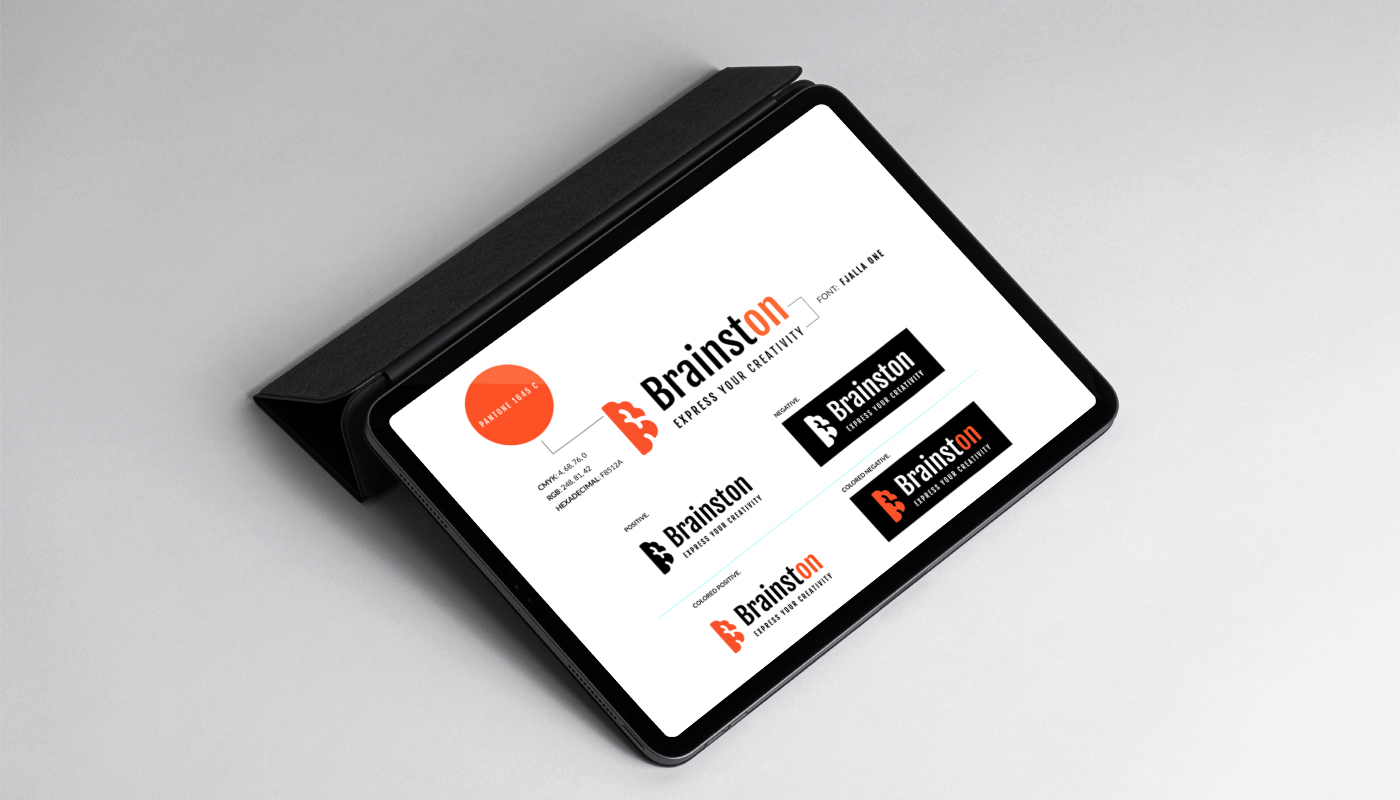 PANTONE 1645 C
CMYK: 4, 68, 76, 0
RGB: 248, 81, 42
HEXADECIMAL: F8512A
Brainston
EXPRESS YOUR CREATIVITY
FONT: FJALLA ONE
POSITIVE.
Brainston
EXPRESS YOUR CREATIVITY
NEGATIVE.
Brainston
EXPRESS YOUR CREATIVITY
COLORED POSITIVE.
Brainston
EXPRESS YOUR CREATIVITY
COLORED NEGATIVE.
Brainston
EXPRESS YOUR CREATIVITY